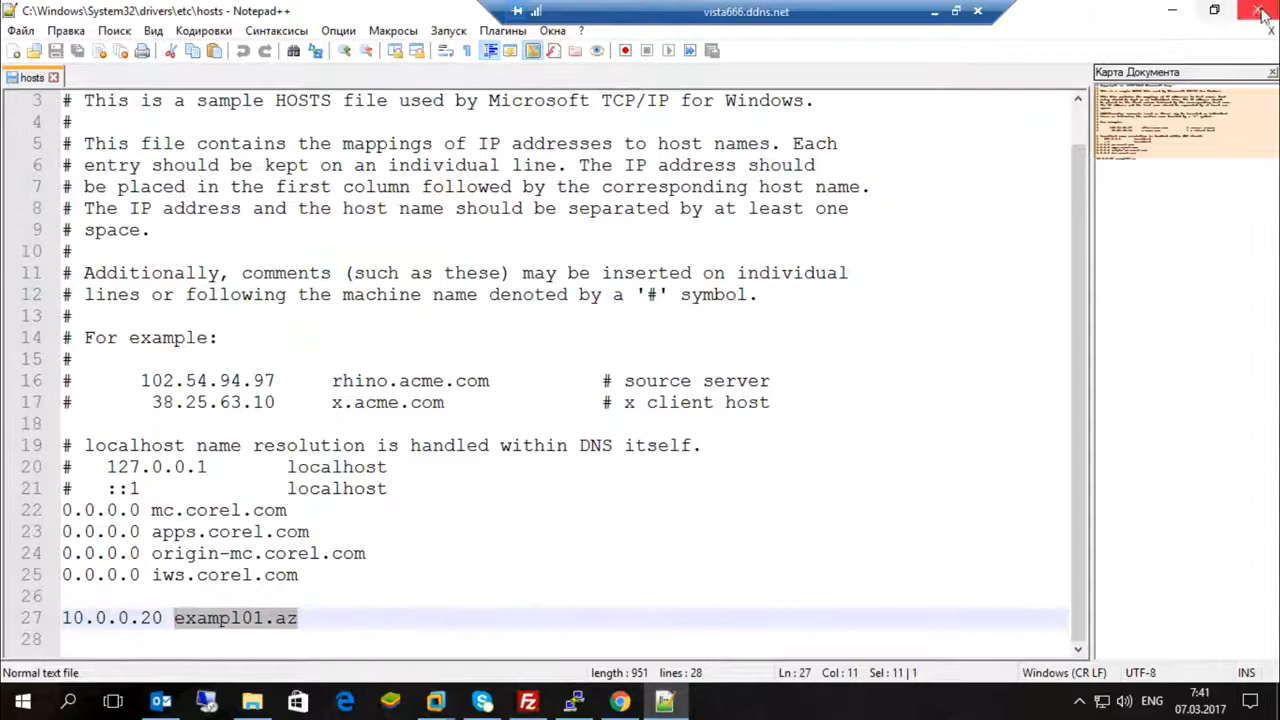 C:\Windows\System32\drivers\etc\hosts - Notepad++
vista666.ddns.net
Файл Правка Поиск Вид Кодировки Синтаксисы Опции Макросы Запуск Плагины Окна ?
hosts
Карта Документа
3 # This is a sample HOSTS file used by Microsoft TCP/IP for Windows.
4 #
5 # This file contains the mappings of IP addresses to host names. Each
6 # entry should be kept on an individual line. The IP address should
7 # be placed in the first column followed by the corresponding host name.
8 # The IP address and the host name should be separated by at least one
9 # space.
10 #
11 # Additionally, comments (such as these) may be inserted on individual
12 # lines or following the machine name denoted by a '#' symbol.
13 #
14 # For example:
15 #
16 # 102.54.94.97 rhino.acme.com # source server
17 # 38.25.63.10 x.acme.com # x client host
18
19 # localhost name resolution is handled within DNS itself.
20 # 127.0.0.1 localhost
21 # ::1 localhost
22 0.0.0.0 mc.corel.com
23 0.0.0.0 apps.corel.com
24 0.0.0.0 origin-mc.corel.com
25 0.0.0.0 iws.corel.com
26
27 10.0.0.20 exampl01.az
28
Normal text file length : 951 lines : 28 Ln : 27 Col : 11 Sel : 11 | 1 Windows (CR LF) UTF-8 INS
ENG
7:41
07.03.2017